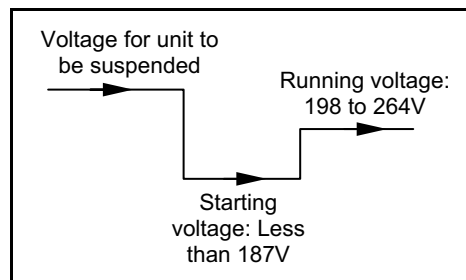 Voltage for unit to
be suspended
Running voltage:
198 to 264V
Starting
voltage: Less
than 187V